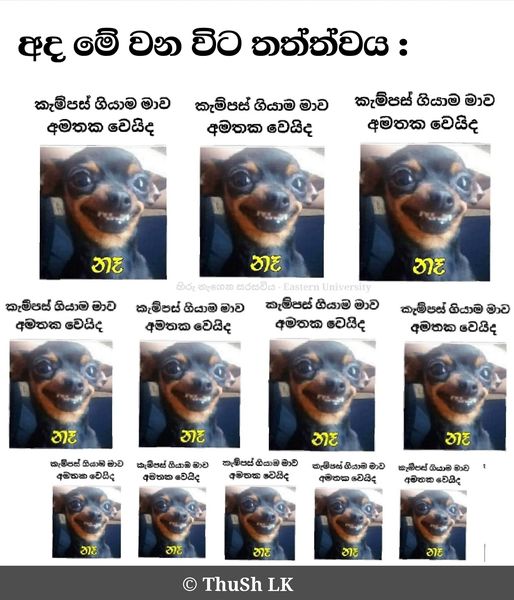 අද මේ වන විට තත්ත්වය :
කැම්පස් ගියාම මාව
අමතක වෙයිද
නෑ
කැම්පස් ගියාම මාව
අමතක වෙයිද
නෑ
කැම්පස් ගියාම මාව
අමතක වෙයිද
නෑ
හිරු නැගෙන සරසවිය - Eastern University
කැම්පස් ගියාම මාව
අමතක වෙයිද
නෑ
කැම්පස් ගියාම මාව
අමතක වෙයිද
නෑ
කැම්පස් ගියාම මාව
අමතක වෙයිද
නෑ
කැම්පස් ගියාම මාව
අමතක වෙයිද
නෑ
කැම්පස් ගියාම මාව
අමතක වෙයිද
නෑ
කැම්පස් ගියාම මාව
අමතක වෙයිද
නෑ
කැම්පස් ගියාම මාව
අමතක වෙයිද
නෑ
කැම්පස් ගියාම මාව
අමතක වෙයිද
නෑ
කැම්පස් ගියාම මාව
අමතක වෙයිද
නෑ
© ThuSh LK